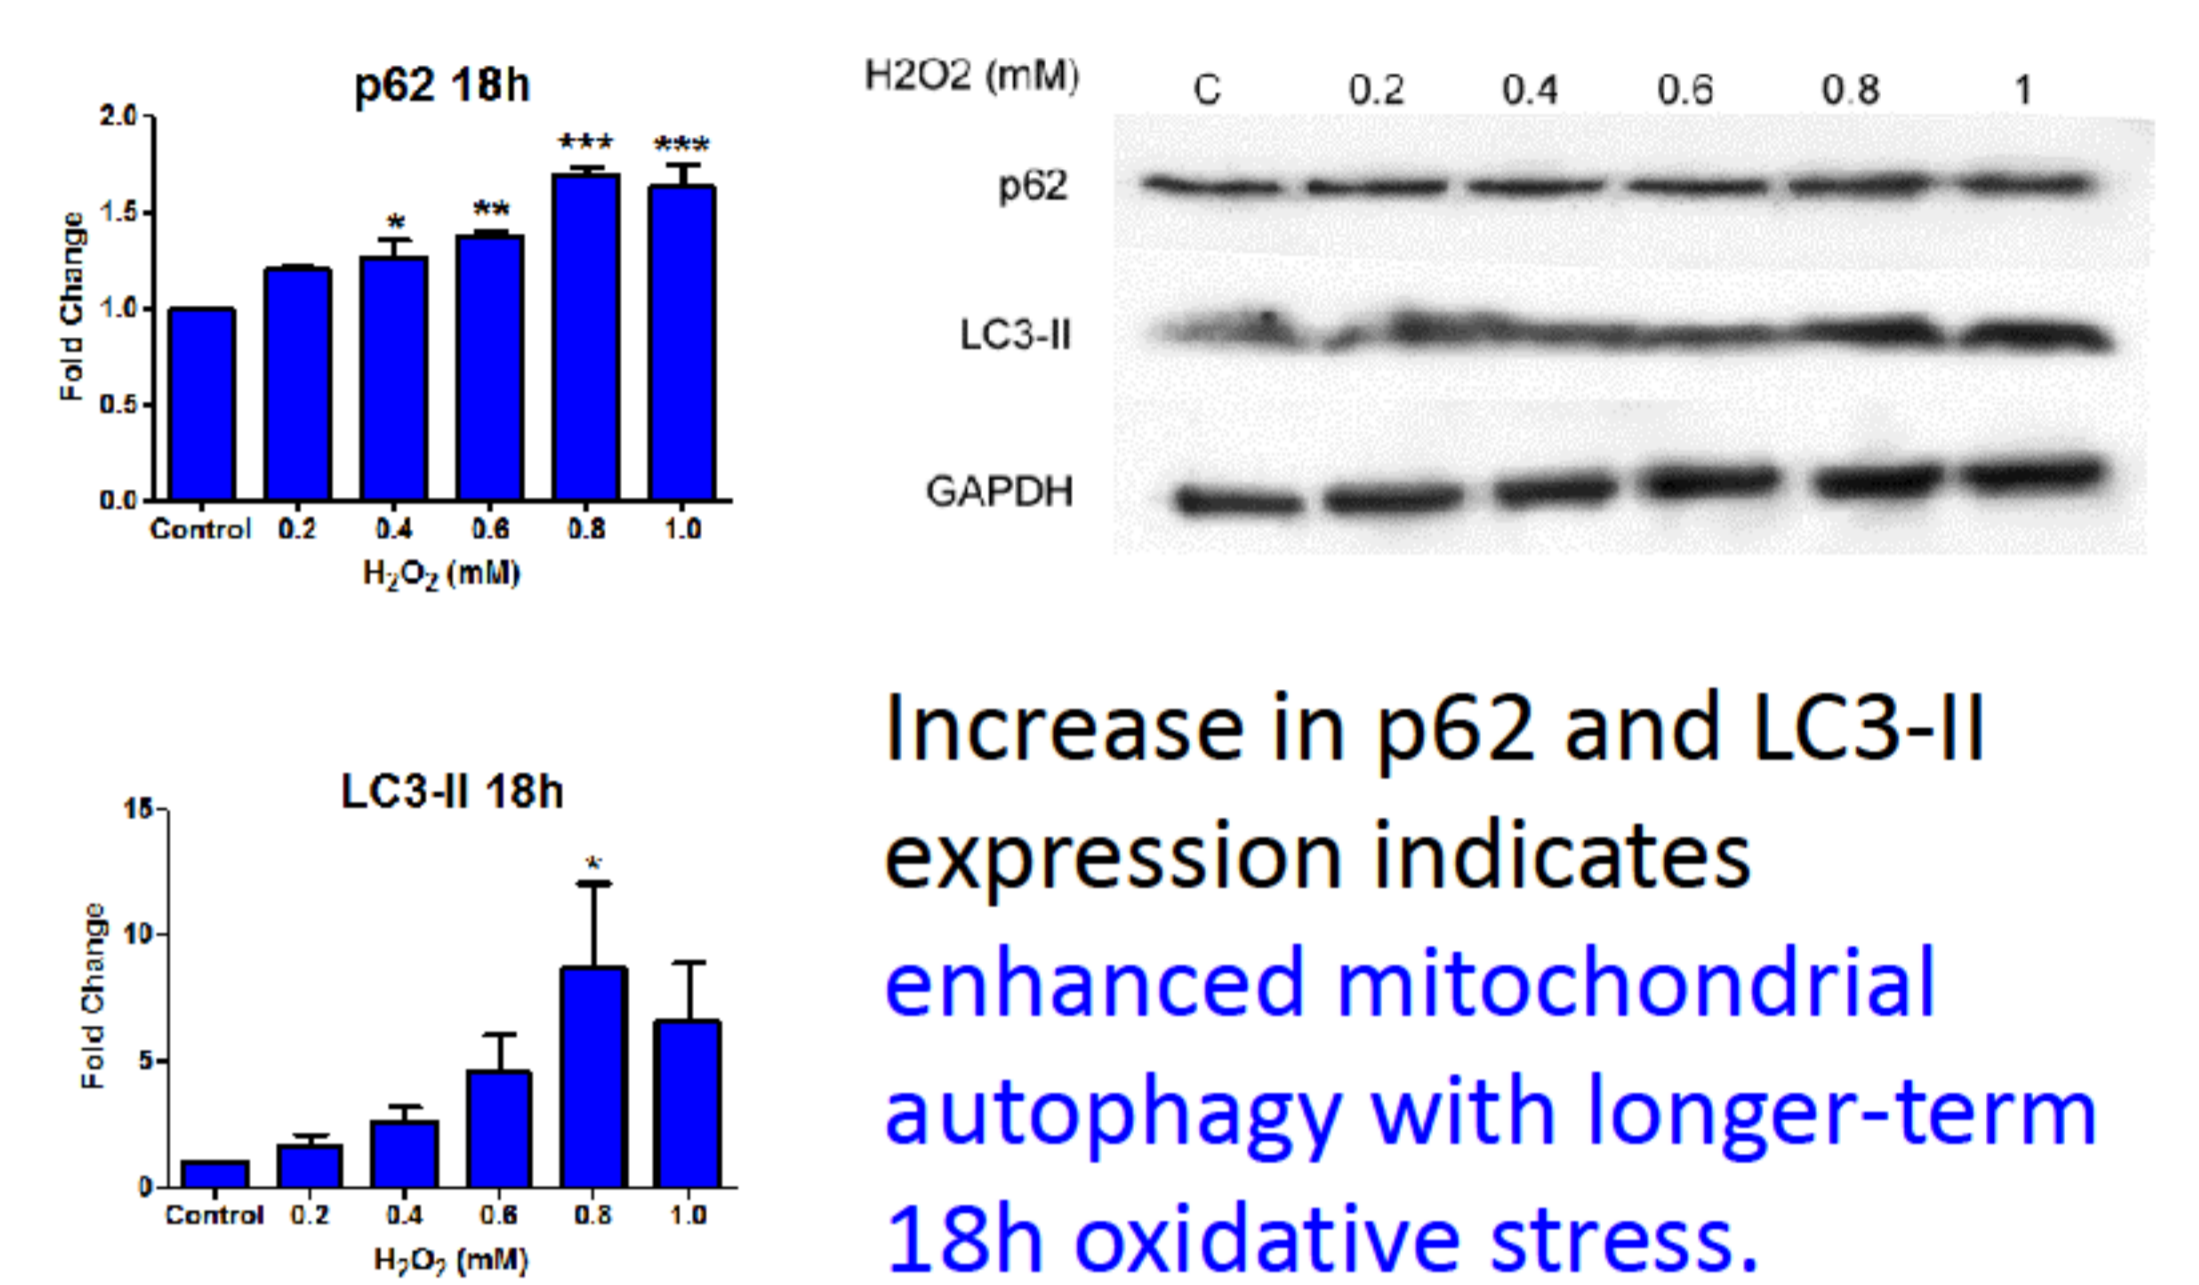 p62 18h
2.0
1.5
1.0
0.5
0.0
Fold Change
*
**
***
***
Control 0.2 0.4 0.6 0.8 1.0
H₂O₂ (mM)
H2O2 (mM) C 0.2 0.4 0.6 0.8 1
p62
LC3-II
GAPDH
LC3-II 18h
15
10
5
0
Fold Change
*
Control 0.2 0.4 0.6 0.8 1.0
H₂O₂ (mM)
Increase in p62 and LC3-II
expression indicates
enhanced mitochondrial
autophagy with longer-term
18h oxidative stress.